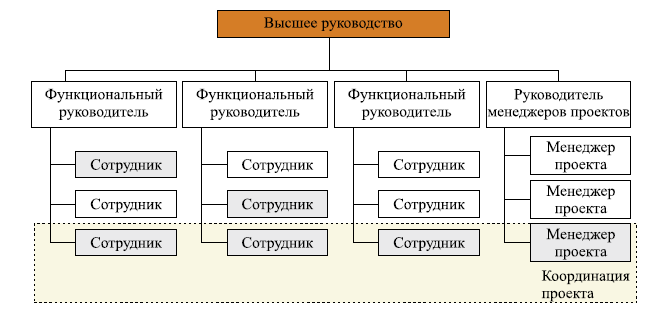 Высшее руководство
Функциональный
руководитель
Функциональный
руководитель
Функциональный
руководитель
Руководитель
менеджеров проектов
Сотрудник
Сотрудник
Сотрудник
Менеджер
проекта
Сотрудник
Сотрудник
Сотрудник
Менеджер
проекта
Сотрудник
Сотрудник
Сотрудник
Менеджер
проекта
Координация
проекта